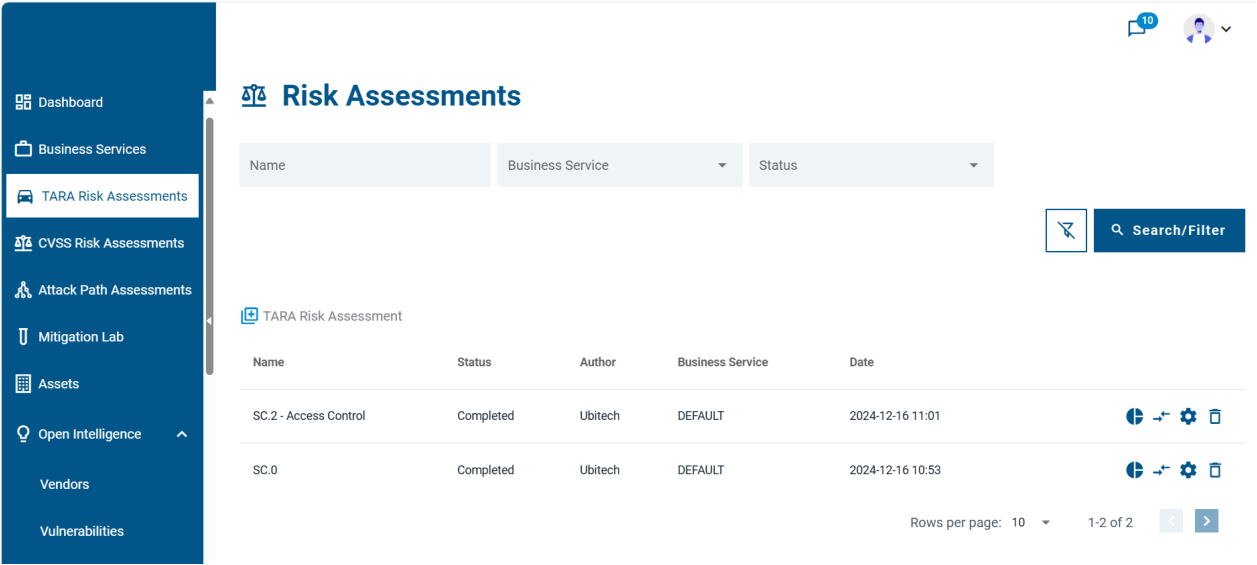 10
Dashboard
Business Services
TARA Risk Assessments
CVSS Risk Assessments
Attack Path Assessments
Mitigation Lab
Assets
Open Intelligence
Vendors
Vulnerabilities
Risk Assessments
Name Business Service Status
Search/Filter
TARA Risk Assessment
Name Status Author Business Service Date
SC.2 - Access Control Completed Ubitech DEFAULT 2024-12-16 11:01
SC.0 Completed Ubitech DEFAULT 2024-12-16 10:53
Rows per page: 10 1-2 of 2